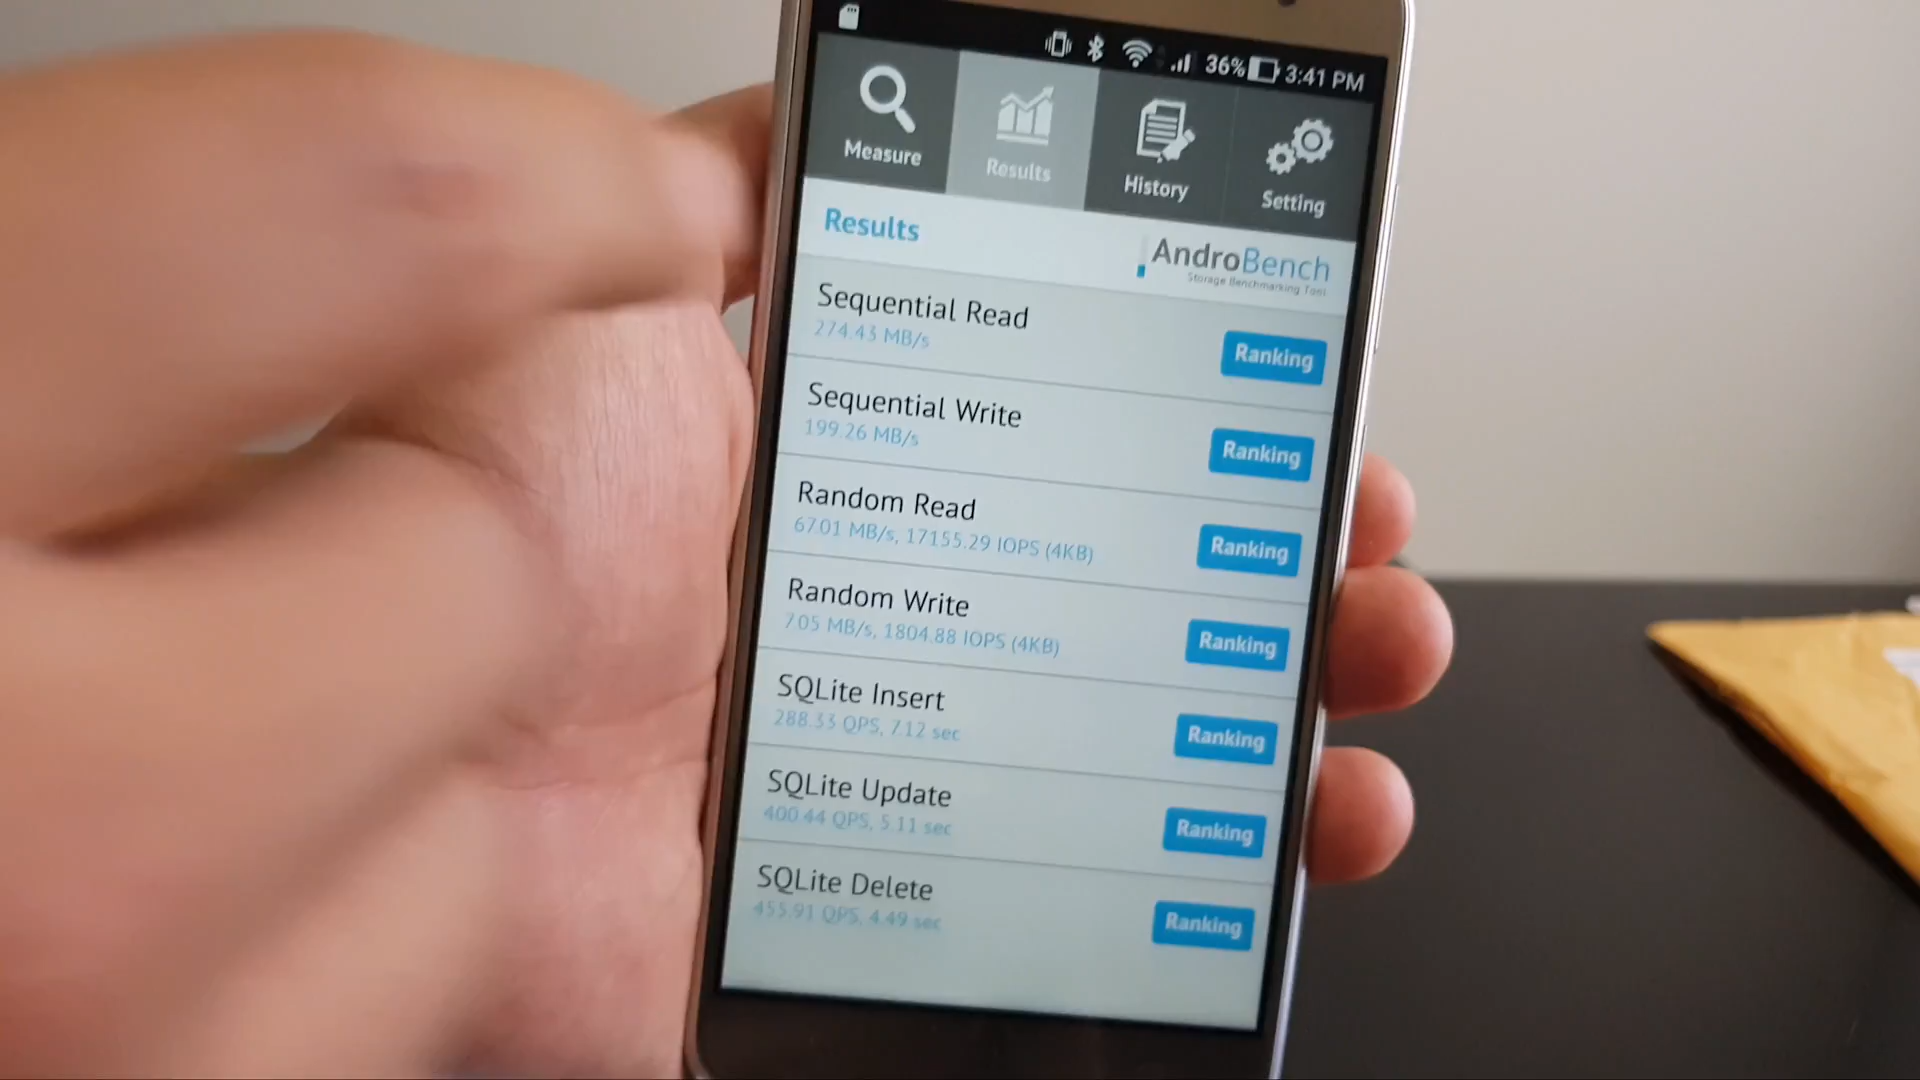 36% 3:41 PM
Measure
Results
History
Setting
Results
AndroBench
Storage Benchmarking Tool
Sequential Read
274.43 MB/s
Ranking
Sequential Write
199.26 MB/s
Ranking
Random Read
67.01 MB/s, 17155.29 IOPS (4KB)
Ranking
Random Write
7.05 MB/s, 1804.88 IOPS (4KB)
Ranking
SQLite Insert
288.33 QPS, 7.12 sec
Ranking
SQLite Update
400.44 QPS, 5.11 sec
Ranking
SQLite Delete
455.91 QPS, 4.49 sec
Ranking